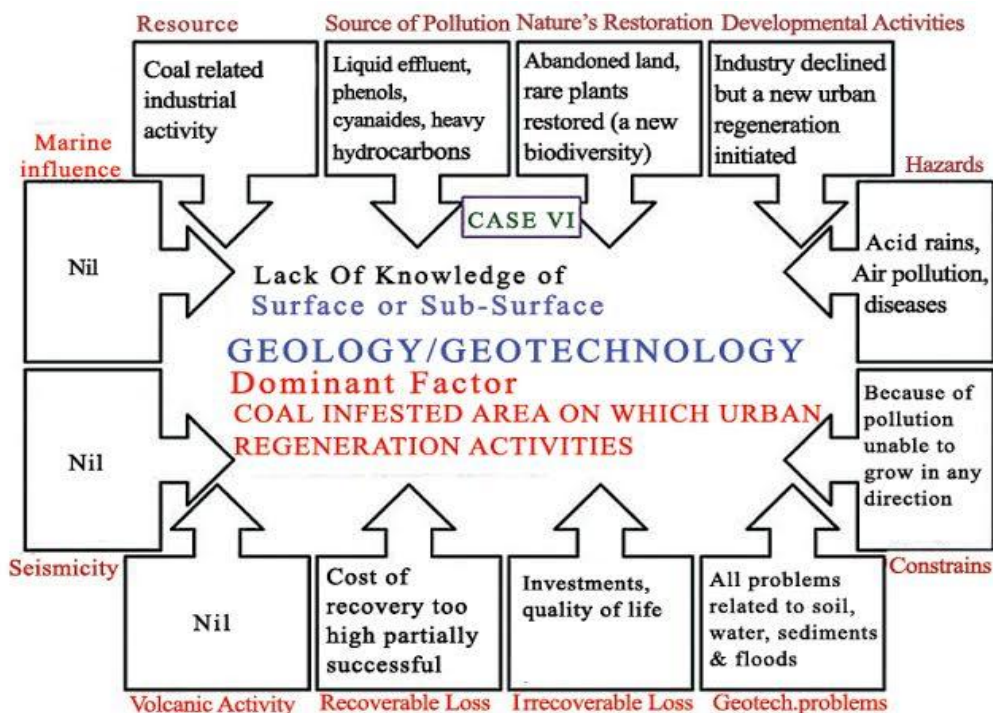 Resource
Source of Pollution
Nature's Restoration
Developmental Activities
Coal related
industrial
activity
Liquid effluent,
phenols,
cyanaides, heavy
hydrocarbons
Abandoned land,
rare plants
restored (a new
biodiversity)
Industry declined
but a new urban
regeneration
initiated
Marine
influence
Nil
CASE VI
Hazards
Acid rains,
Air pollution,
diseases
Lack Of Knowledge of
Surface or Sub-Surface
GEOLOGY/GEOTECHNOLOGY
Dominant Factor
COAL INFESTED AREA ON WHICH URBAN
REGENERATION ACTIVITIES
Nil
Seismicity
Because of
pollution
unable to
grow in any
direction
Constrains
Nil
Cost of
recovery too
high partially
successful
Investments,
quality of life
All problems
related to soil,
water, sediments
& floods
Volcanic Activity
Recoverable Loss
Irrecoverable Loss
Geotech.problems